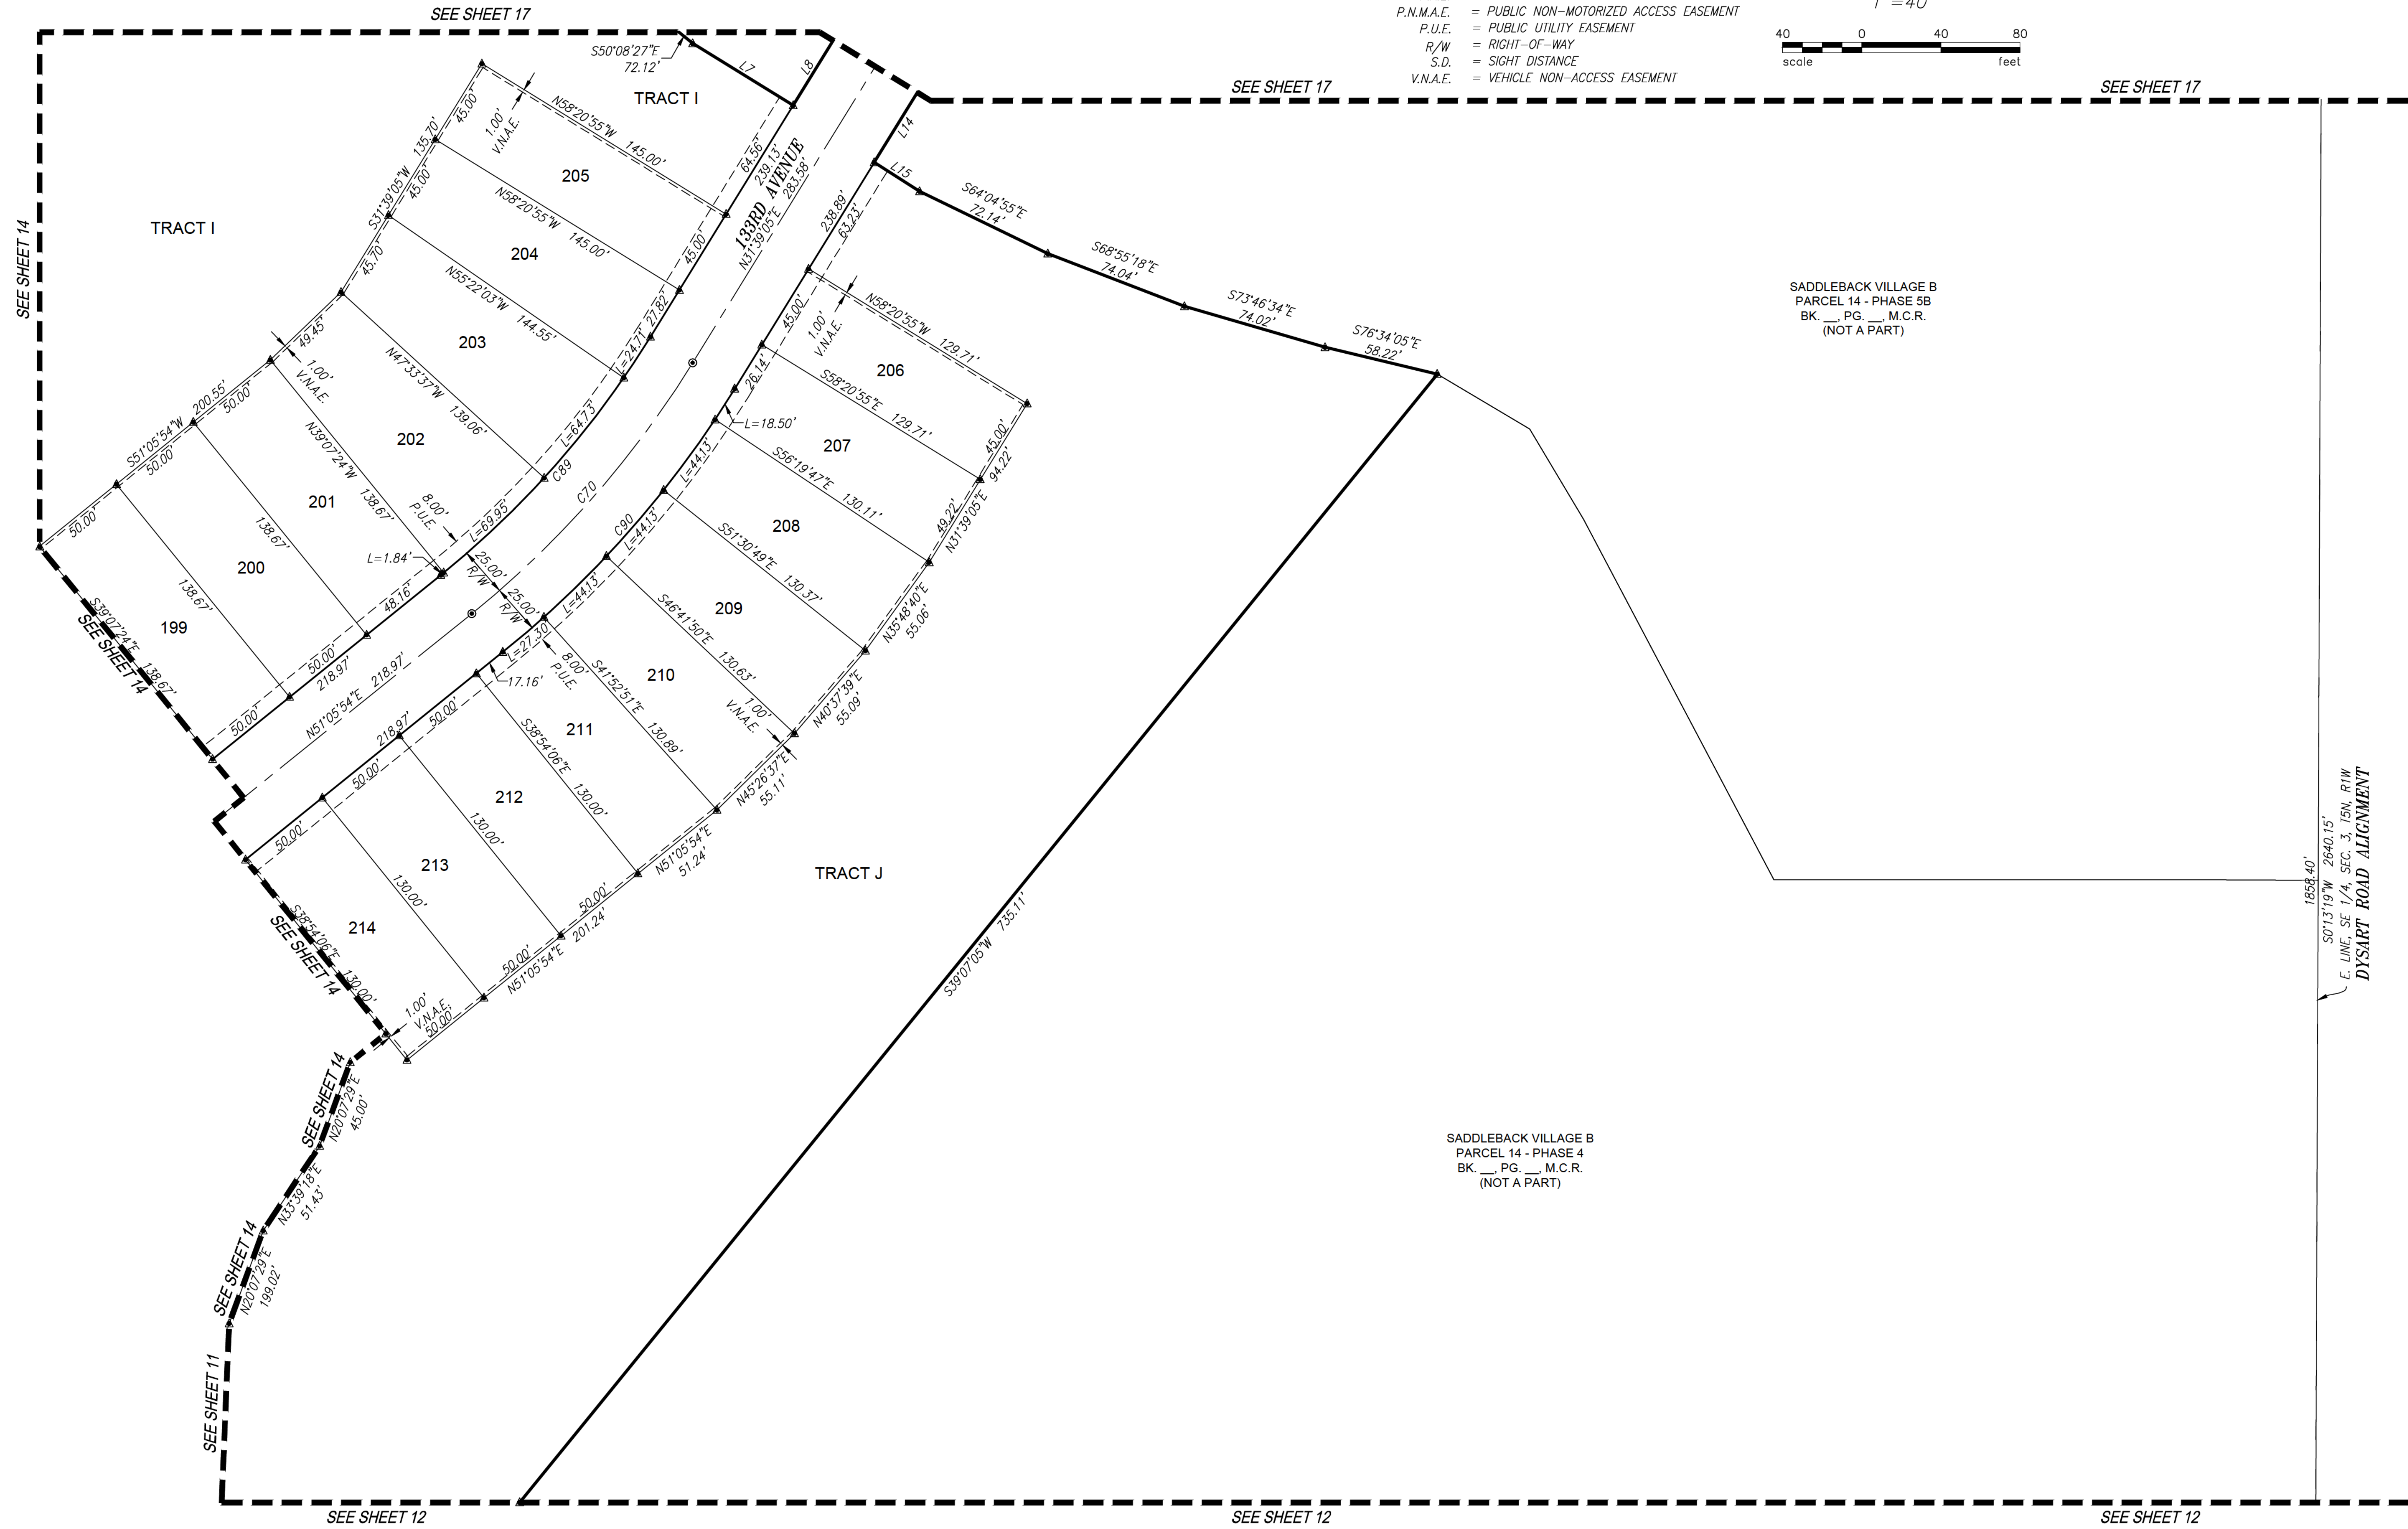 SEE SHEET 17
P.N.M.A.E. = PUBLIC NON-MOTORIZED ACCESS EASEMENT
P.U.E. = PUBLIC UTILITY EASEMENT
R/W = RIGHT-OF-WAY
S.D. = SIGHT DISTANCE
V.N.A.E. = VEHICLE NON-ACCESS EASEMENT
40 0 40 80
scale feet
SEE SHEET 17
SEE SHEET 17
S50°08'27"E
72.12'
L7
L8
TRACT I
L14
L15
TRACT I
SEE SHEET 14
45.00'
1.00'
V.N.A.E.
N58°20'55"W 145.00'
205
64.56'
239.13'
133RD AVENUE
N31°39'05"E 283.58'
S31°39'05"W 135.70'
45.00'
N58°20'55"W 145.00'
204
45.00'
238.89'
63.23'
S64°04'55"E
72.14'
S68°55'18"E
74.04'
S73°46'34"E
74.02'
S76°34'05"E
58.22'
SADDLEBACK VILLAGE B
PARCEL 14 - PHASE 5B
BK. __, PG. __, M.C.R.
(NOT A PART)
45.70'
N55°22'03"W 144.55'
203
27.82'
L=24.71'
49.45'
1.00'
V.N.A.E.
N47°33'37"W 139.06'
L=64.73'
C89
45.00'
1.00'
V.N.A.E.
N58°20'55"W 129.71'
206
26.14'
S58°20'55"E 129.71'
L=18.50'
207
45.00'
200.55'
50.00'
202
N39°07'24"W 138.67'
8.00'
P.U.E.
L=69.95'
C70
L=44.13'
S56°19'47"E 130.11'
N31°39'05"E 94.22'
49.22'
S51°05'54"W
50.00'
201
138.67'
L=1.84'
C90
L=44.13'
208
S51°30'49"E 130.37'
50.00'
200
138.67'
48.16'
25.00'
R/W
25.00'
R/W
L=44.13'
209
S46°41'50"E 130.63'
N35°48'40"E
55.06'
199
S39°07'24"E 138.67'
SEE SHEET 14
50.00'
218.97'
L=27.30'
17.16'
8.00'
P.U.E.
210
S41°52'51"E 130.89'
1.00'
V.N.A.E.
N40°37'39"E
55.09'
50.00'
N51°05'54"E 218.97'
218.97'
50.00'
211
S38°54'06"E 130.00'
N45°26'37"E
55.11'
50.00'
212
130.00'
N51°05'54"E
51.24'
TRACT J
50.00'
213
130.00'
50.00'
201.24'
214
S38°54'06"E 130.00'
SEE SHEET 14
50.00'
N51°05'54"E
1.00'
V.N.A.E.
50.00'
S39°07'05"W 735.11'
1858.40'
S0°13'19"W 2640.15'
E. LINE, SE 1/4, SEC. 3, T5N, R1W
DYSART ROAD ALIGNMENT
SEE SHEET 14
N20°07'29"E
45.00'
N33°39'18"E
51.43'
SEE SHEET 14
N20°07'29"E
199.02'
SADDLEBACK VILLAGE B
PARCEL 14 - PHASE 4
BK. __, PG. __, M.C.R.
(NOT A PART)
SEE SHEET 11
SEE SHEET 12
SEE SHEET 12
SEE SHEET 12